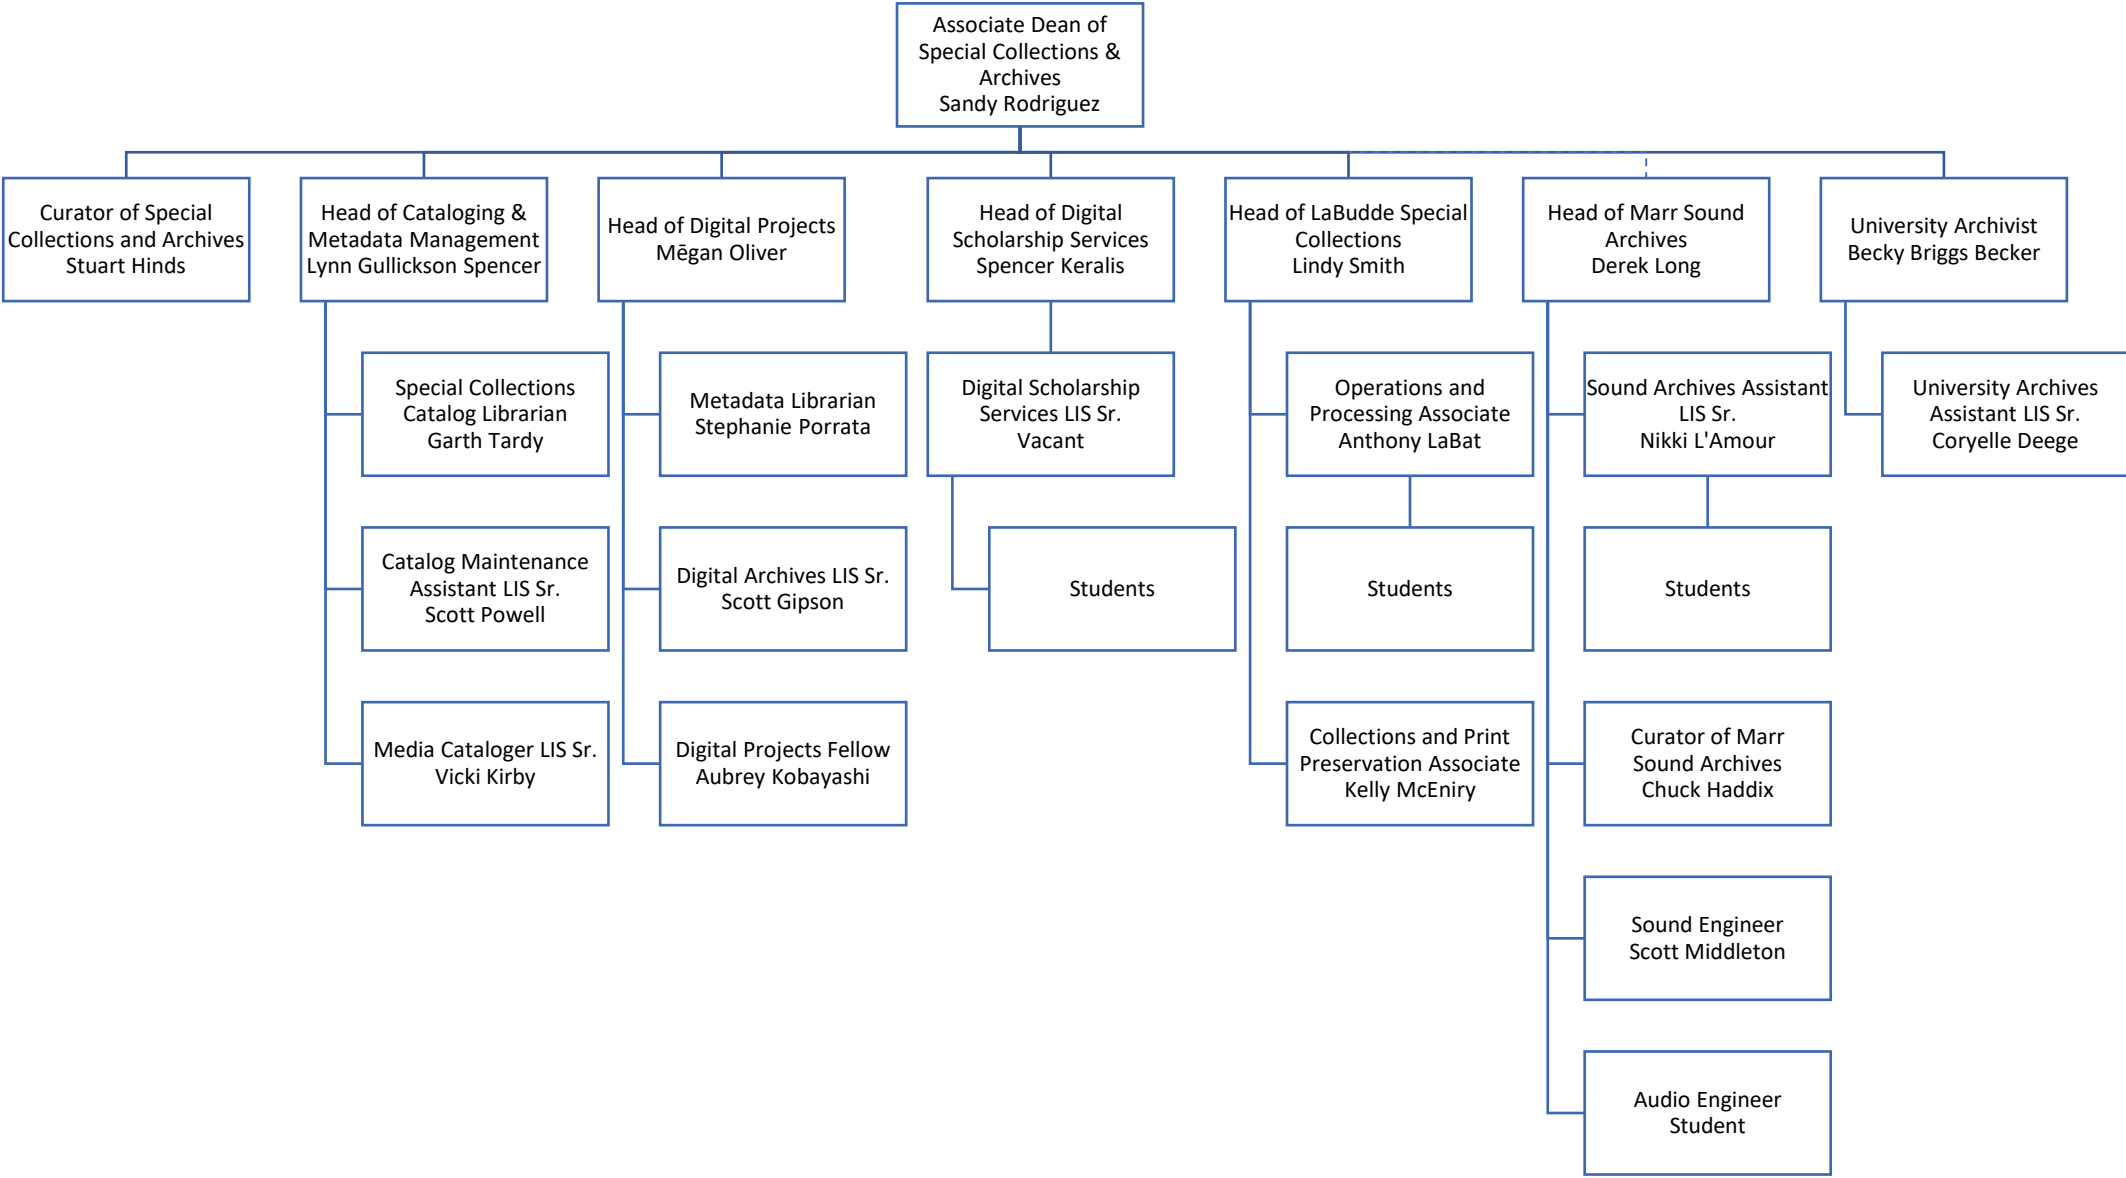 Associate Dean of
Special Collections &
Archives
Sandy Rodriguez
Curator of Special
Collections and Archives
Stuart Hinds
Head of Cataloging &
Metadata Management
Lynn Gullickson Spencer
Head of Digital Projects
Mēgan Oliver
Head of Digital
Scholarship Services
Spencer Keralis
Head of LaBudde Special
Collections
Lindy Smith
Head of Marr Sound
Archives
Derek Long
University Archivist
Becky Briggs Becker
Special Collections
Catalog Librarian
Garth Tardy
Metadata Librarian
Stephanie Porrata
Digital Scholarship
Services LIS Sr.
Vacant
Operations and
Processing Associate
Anthony LaBat
Sound Archives Assistant
LIS Sr.
Nikki L'Amour
University Archives
Assistant LIS Sr.
Coryelle Deege
Catalog Maintenance
Assistant LIS Sr.
Scott Powell
Digital Archives LIS Sr.
Scott Gipson
Students
Students
Students
Media Cataloger LIS Sr.
Vicki Kirby
Digital Projects Fellow
Aubrey Kobayashi
Collections and Print
Preservation Associate
Kelly McEniry
Curator of Marr
Sound Archives
Chuck Haddix
Sound Engineer
Scott Middleton
Audio Engineer
Student